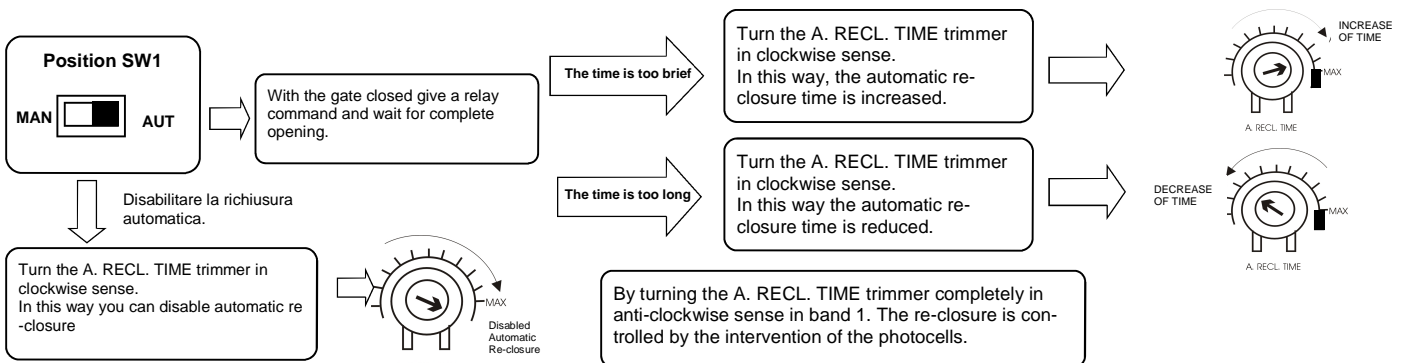 Position SW1
MAN
AUT
With the gate closed give a relay
command and wait for complete
opening.
The time is too brief
Turn the A. RECL. TIME trimmer
in clockwise sense.
In this way, the automatic re-
closure time is increased.
INCREASE
OF TIME
MAX
A. RECL. TIME
The time is too long
Turn the A. RECL. TIME trimmer
in clockwise sense.
In this way the automatic re-
closure time is reduced.
DECREASE
OF TIME
MAX
A. RECL. TIME
Disabilitare la richiusura
automatica.
Turn the A. RECL. TIME trimmer in
clockwise sense.
In this way you can disable automatic re
-closure
MAX
Disabled
Automatic
Re-closure
By turning the A. RECL. TIME trimmer completely in
anti-clockwise sense in band 1. The re-closure is con-
trolled by the intervention of the photocells.